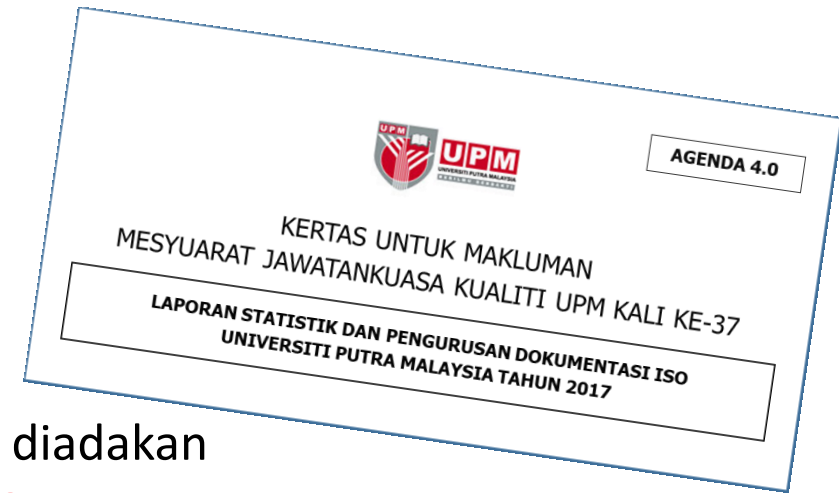 UPM
UPM
UNIVERSITI PUTRA MALAYSIA
BERILMU BERBAKTI
AGENDA 4.0
KERTAS UNTUK MAKLUMAN
MESYUARAT JAWATANKUASA KUALITI UPM KALI KE-37
LAPORAN STATISTIK DAN PENGURUSAN DOKUMENTASI ISO
UNIVERSITI PUTRA MALAYSIA TAHUN 2017
diadakan